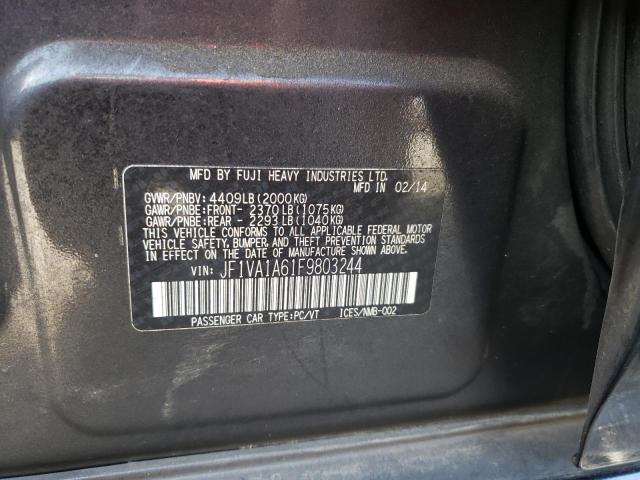 MFD BY FUJI HEAVY INDUSTRIES LTD.
MFD IN 02/14
GVWR/PNBV: 4409LB(2000KG)
GAWR/PNBE:FRONT- 2370LB(1075KG)
GAWR/PNBE:REAR - 2293LB(1040KG)
THIS VEHICLE CONFORMS TO ALL APPLICABLE FEDERAL MOTOR
VEHICLE SAFETY, BUMPER, AND THEFT PREVENTION STANDARDS
IN EFFECT ON THE DATE OF MANUFACTURE SHOWN ABOVE.
VIN: JF1VA1A61F9803244
PASSENGER CAR TYPE:PC/VT ICES/NMB-002